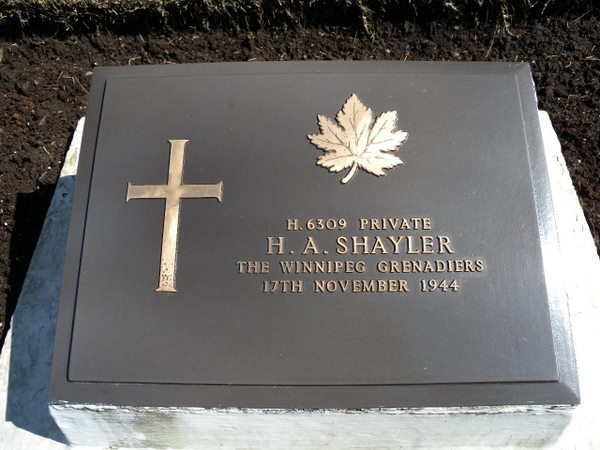 H. 6309 PRIVATE
H. A. SHAYLER
THE WINNIPEG GRENADIERS
17TH NOVEMBER 1944